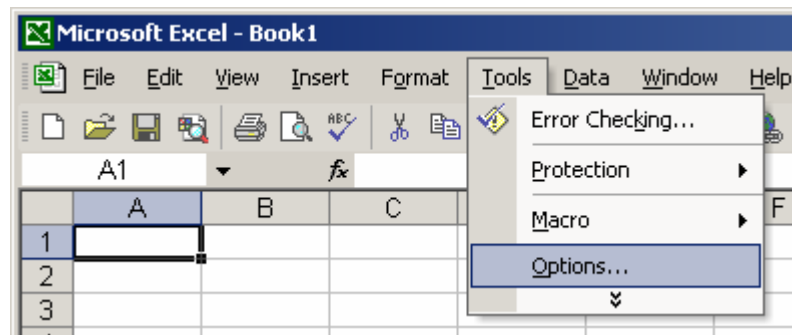 Microsoft Excel - Book1
File Edit View Insert Format Tools Data Window Help
ABC
Error Checking...
A1 fx
Protection
A B C F
Macro
1
Options...
2
3